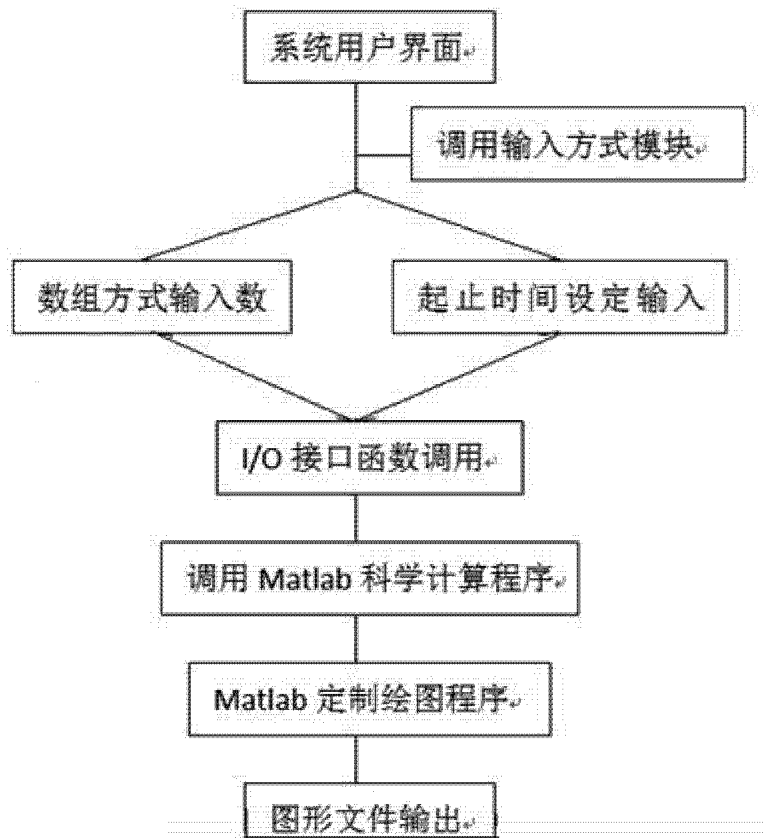 系统用户界面
调用输入方式模块
数组方式输入数
起止时间设定输入
I/O 接口函数调用
调用 Matlab 科学计算程序
Matlab 定制绘图程序
图形文件输出